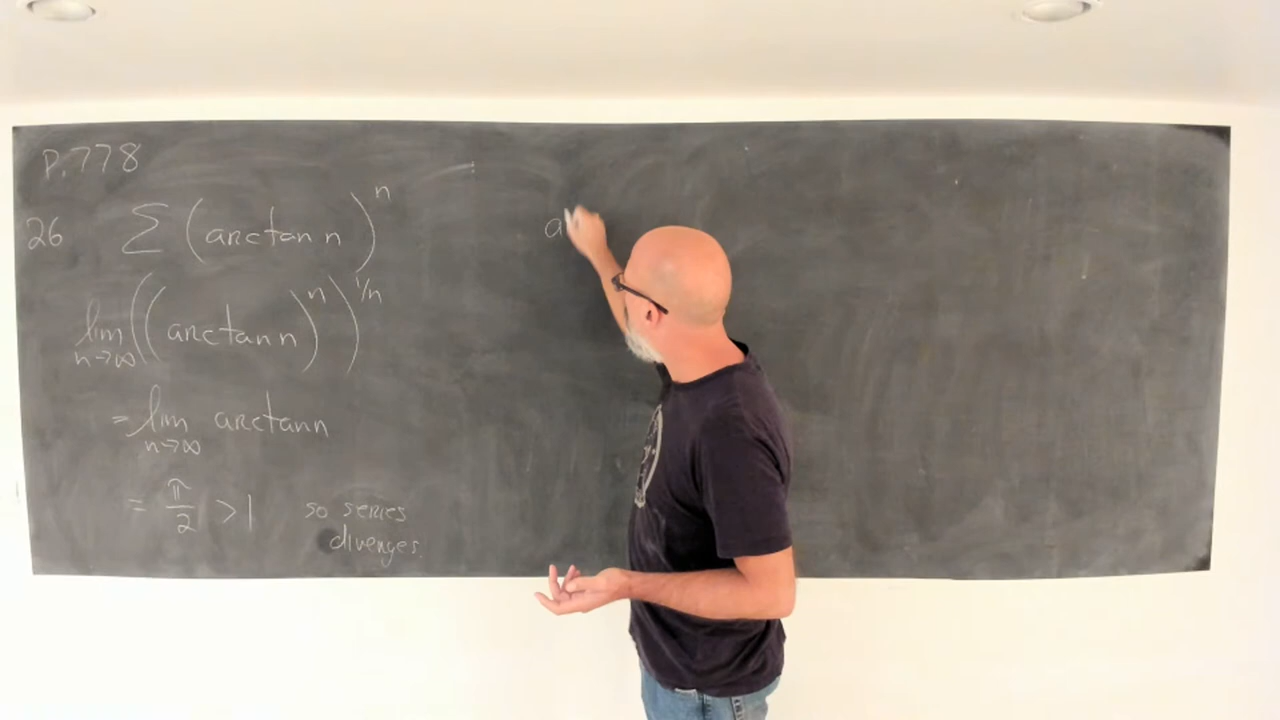 P.778
26 Σ (arctan n)^n
lim n→∞ ((arctan n)^n)^1/n
= lim n→∞ arctan n
= π/2 > 1 so series
diverges.
a